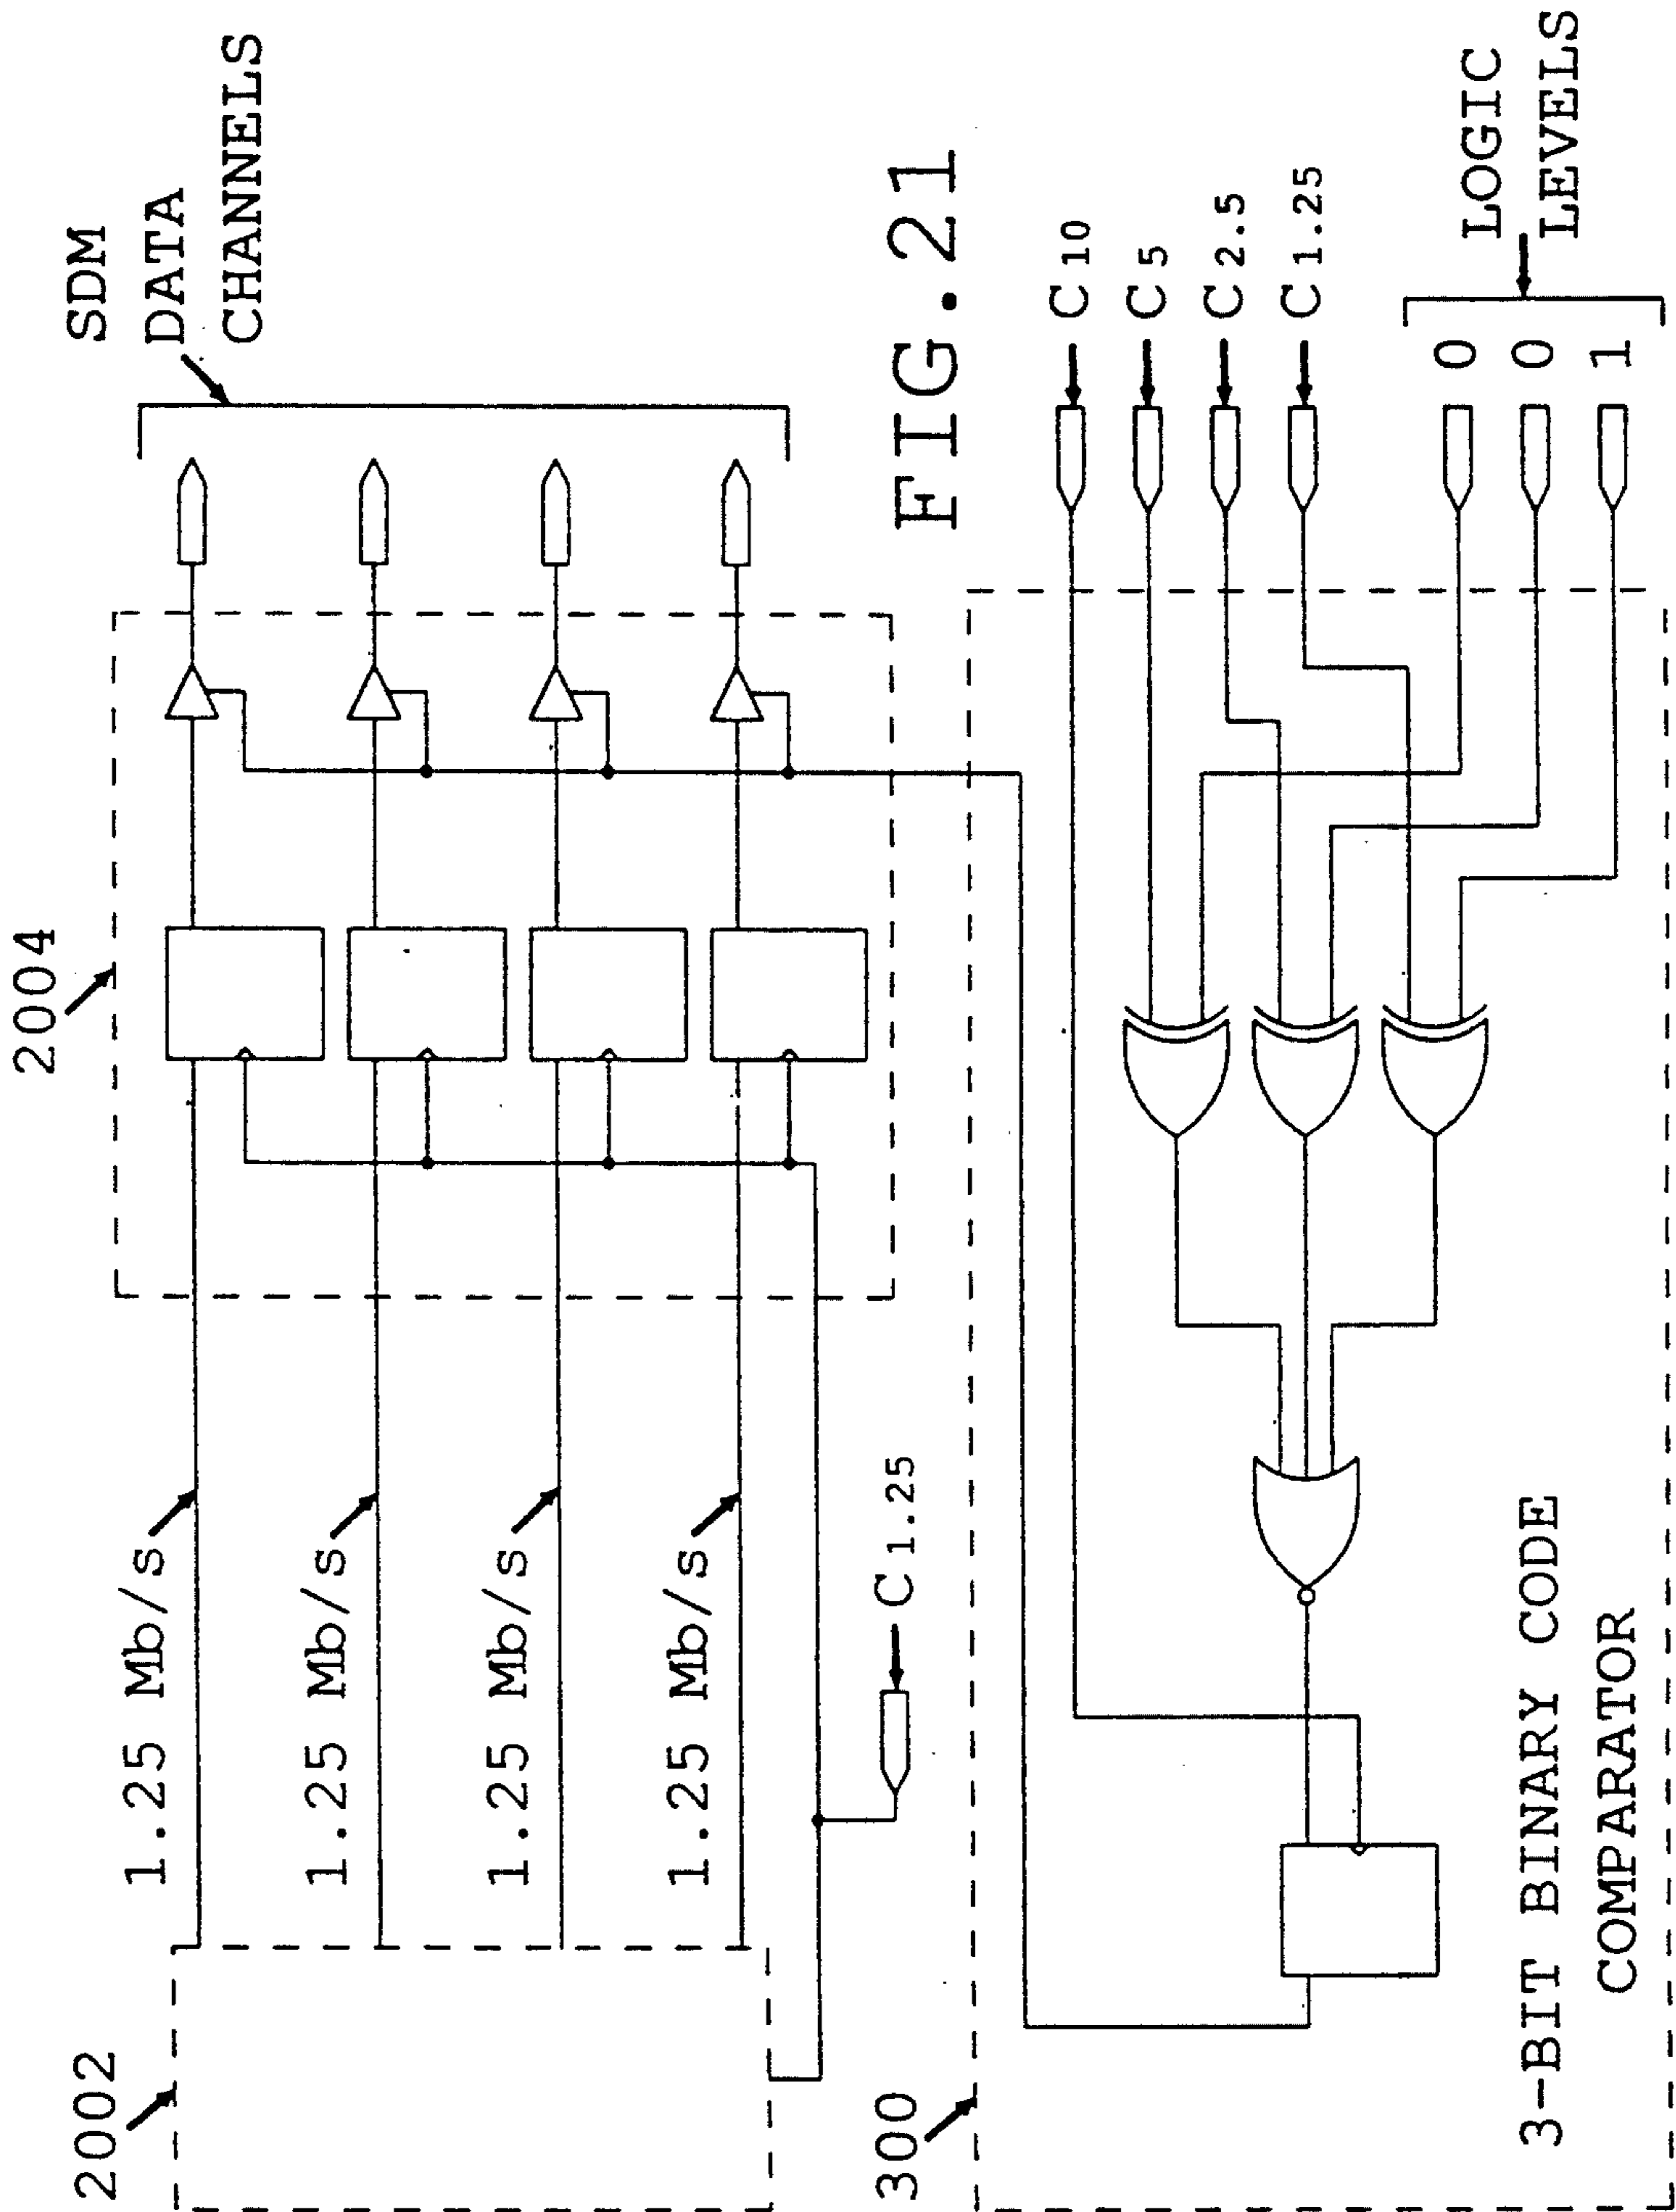 2002
2004
1.25 Mb/s
1.25 Mb/s
1.25 Mb/s
1.25 Mb/s
C1.25
SDM
DATA
CHANNELS
FIG.21
300
C10
C5
C2.5
C1.25
0
0
1
LOGIC
LEVELS
3-BIT BINARY CODE
COMPARATOR